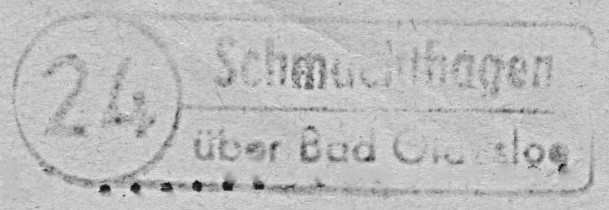 24
Schmachthagen
über Bad Oldesloe